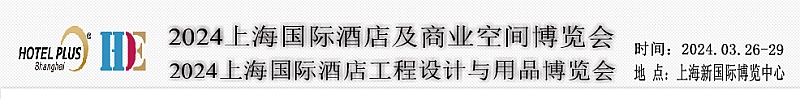 HOTEL PLUS
Shanghai
HDE
2024上海国际酒店及商业空间博览会
2024上海国际酒店工程设计与用品博览会
时间：2024.03.26-29
地 点：上海新国际博览中心